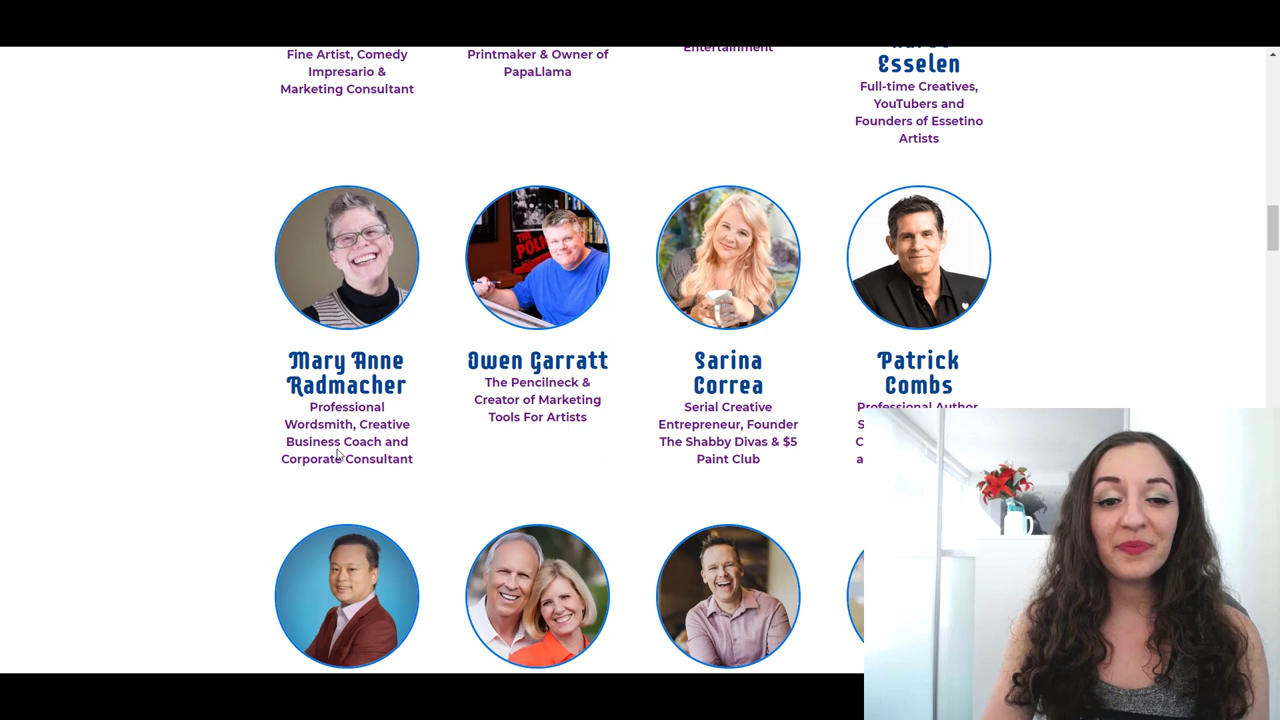 Fine Artist, Comedy
Impresario &
Marketing Consultant
Printmaker & Owner of
PapaLlama
Entertainment
Esselen
Full-time Creatives,
YouTubers and
Founders of Essetino
Artists
Mary Anne
Radmacher
Professional
Wordsmith, Creative
Business Coach and
Corporate Consultant
Owen Garratt
The Pencilneck &
Creator of Marketing
Tools For Artists
Sarina
Correa
Serial Creative
Entrepreneur, Founder
The Shabby Divas & $5
Paint Club
Patrick
Combs
Professional Author